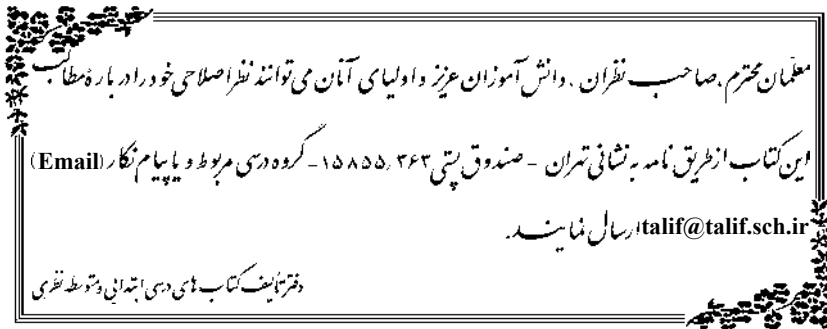 معلّمان محترم، صاحب نظران، دانش آموزان عزیز و اولیای آنان می توانند نظر اصلاحی خود را دربارهٔ مطالب
این کتاب از طریق نامه به نشانی تهران - صندوق پستی ۱۵۸۵۵/۳۶۳ - گروه درسی مربوط و یا پیام نگار (Email)
talif@talif.sch.ir ارسال نمایند.
دفتر تألیف کتاب های درسی ابتدایی و متوسطه نظری